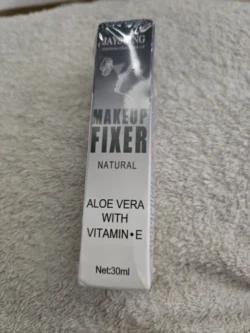 MAKEUP
FIXER
NATURAL
ALOE VERA
WITH
VITAMIN•E
Net:30ml